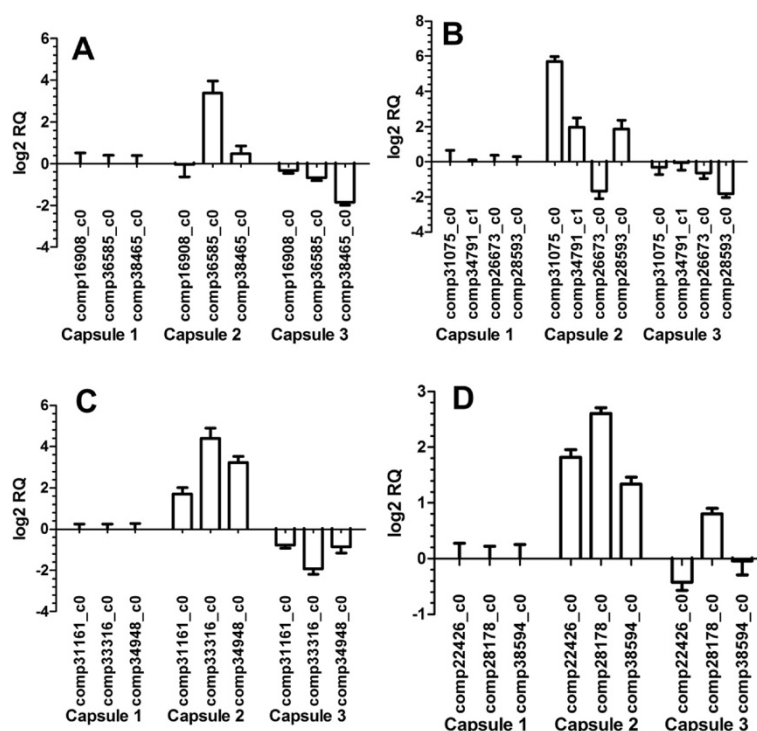 A
log2 RQ
6
4
2
0
-2
-4
comp16908_c0
comp36585_c0
comp38465_c0
comp16908_c0
comp36585_c0
comp38465_c0
comp16908_c0
comp36585_c0
comp38465_c0
Capsule 1 Capsule 2 Capsule 3
B
log2 RQ
8
6
4
2
0
-2
-4
comp31075_c0
comp34791_c1
comp26673_c0
comp28593_c0
comp31075_c0
comp34791_c1
comp26673_c0
comp28593_c0
comp31075_c0
comp34791_c1
comp26673_c0
comp28593_c0
Capsule 1 Capsule 2 Capsule 3
C
log2 RQ
6
4
2
0
-2
-4
comp31161_c0
comp33316_c0
comp34948_c0
comp31161_c0
comp33316_c0
comp34948_c0
comp31161_c0
comp33316_c0
comp34948_c0
Capsule 1 Capsule 2 Capsule 3
D
log2 RQ
3
2
1
0
-1
comp22426_c0
comp28178_c0
comp38594_c0
comp22426_c0
comp28178_c0
comp38594_c0
comp22426_c0
comp28178_c0
comp38594_c0
Capsule 1 Capsule 2 Capsule 3